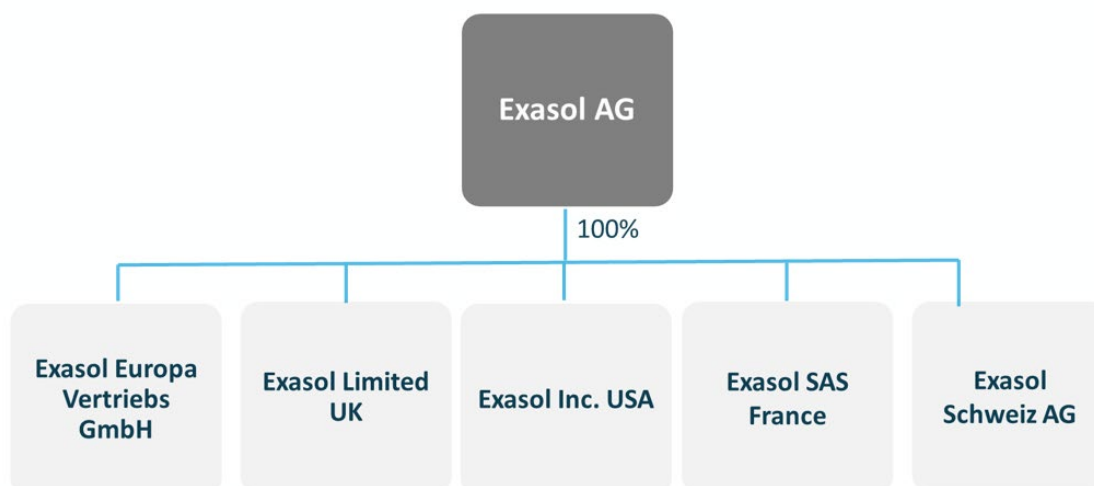 Exasol AG
100%
Exasol Europa
Vertriebs
GmbH
Exasol Limited
UK
Exasol Inc. USA
Exasol SAS
France
Exasol
Schweiz AG